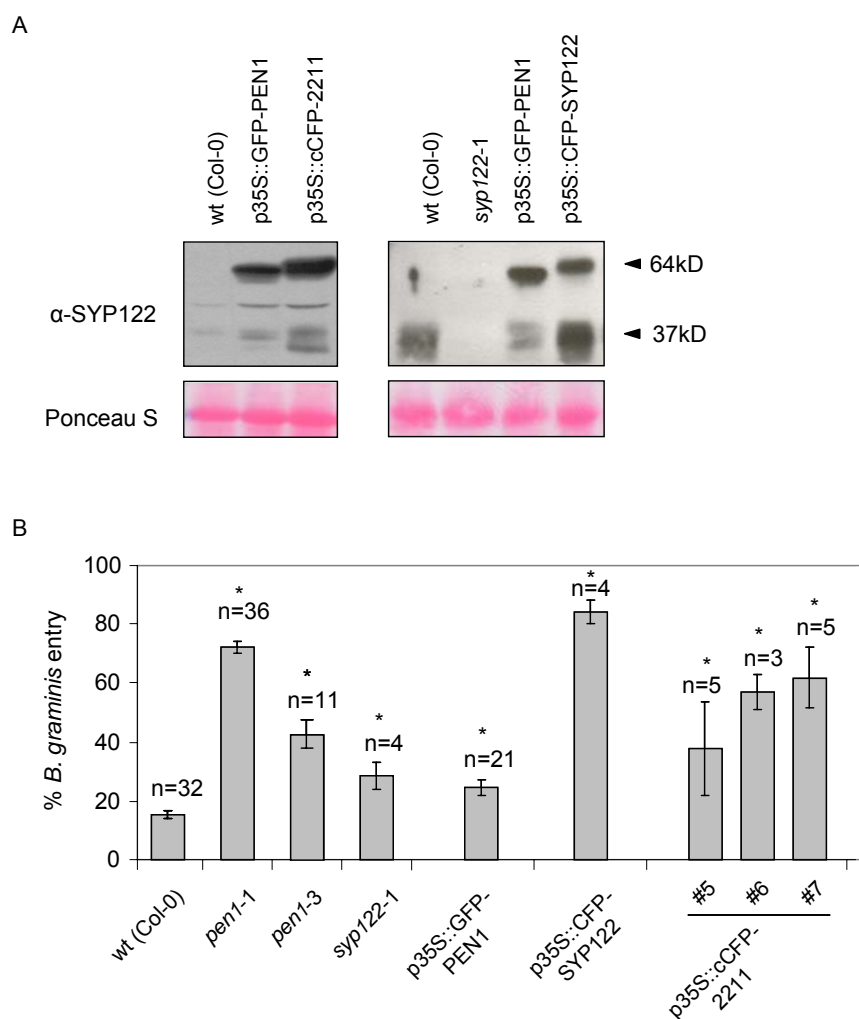 A
wt (Col-0)
p35S::GFP-PEN1
p35S::cCFP-2211
wt (Col-0)
syp122-1
p35S::GFP-PEN1
p35S::CFP-SYP122
α-SYP122
64kD
37kD
Ponceau S
B
% B. graminis entry
100
80
60
40
20
0
n=32
*
n=36
*
n=11
*
n=4
*
n=21
*
n=4
*
n=5
*
n=3
*
n=5
wt (Col-0)
pen1-1
pen1-3
syp122-1
p35S::GFP-
PEN1
p35S::CFP-
SYP122
#5
#6
#7
p35S::cCFP-
2211